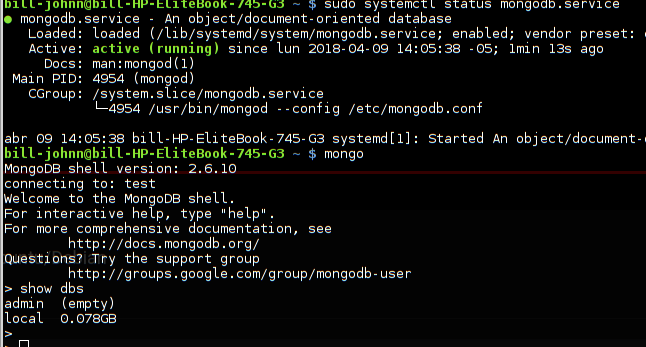 bill-johnn@bill-HP-EliteBook-745-G3 ~ $ sudo systemctl status mongodb.service
● mongodb.service - An object/document-oriented database
Loaded: loaded (/lib/systemd/system/mongodb.service; enabled; vendor preset:
Active: active (running) since lun 2018-04-09 14:05:38 -05; 1min 13s ago
Docs: man:mongod(1)
Main PID: 4954 (mongod)
CGroup: /system.slice/mongodb.service
└─4954 /usr/bin/mongod --config /etc/mongodb.conf
abr 09 14:05:38 bill-HP-EliteBook-745-G3 systemd[1]: Started An object/document-
bill-johnn@bill-HP-EliteBook-745-G3 ~ $ mongo
MongoDB shell version: 2.6.10
connecting to: test
Welcome to the MongoDB shell.
For interactive help, type "help".
For more comprehensive documentation, see
http://docs.mongodb.org/
Questions? Try the support group
http://groups.google.com/group/mongodb-user
> show dbs
admin  (empty)
local  0.078GB
>
>